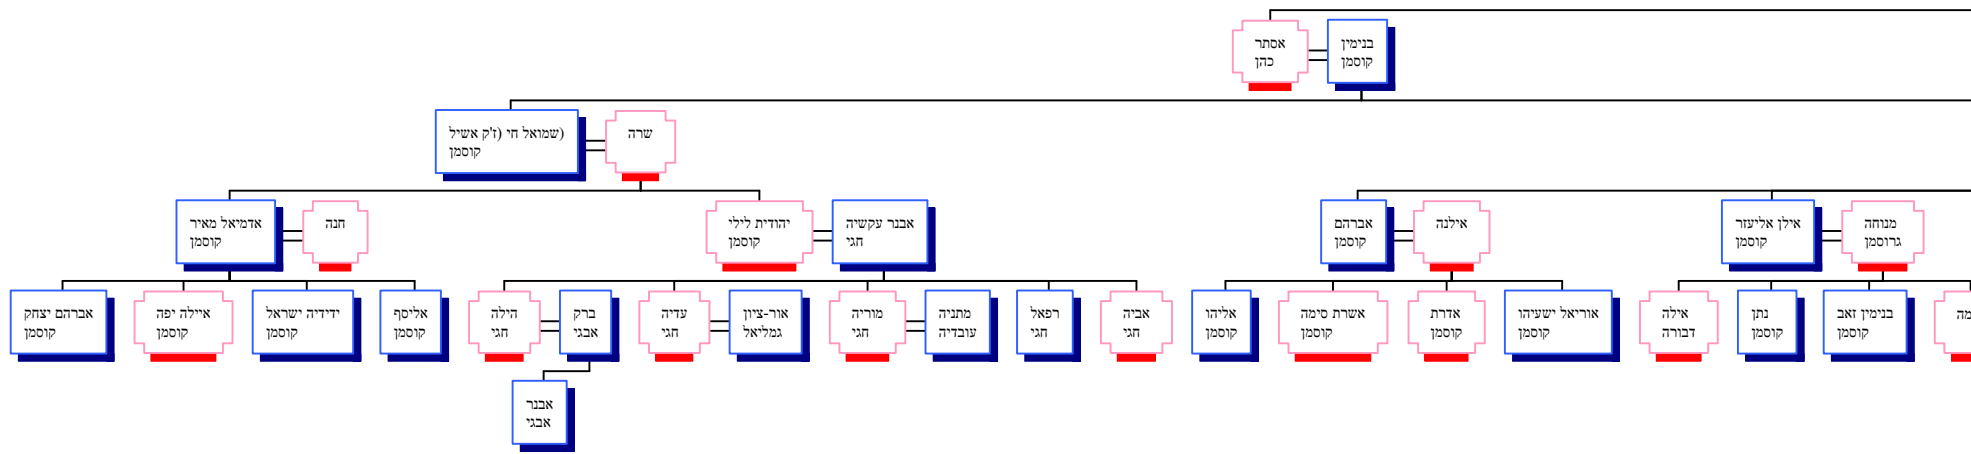 אסתר
כהן
בנימין
קוסמן
שמואל חי (ז'ק אשיל)
קוסמן
שרה
אדמיאל מאיר
קוסמן
חנה
יהודית לילי
קוסמן
אבנר עקשיה
חגי
אברהם
קוסמן
אילנה
אילן אליעזר
קוסמן
מנוחה
גרוסמן
אברהם יצחק
קוסמן
איילה יפה
קוסמן
ידידיה ישראל
קוסמן
אליסף
קוסמן
הילה
חגי
ברק
אבגי
עדיה
חגי
אור-ציון
גמליאל
מוריה
חגי
מתניה
עובדיה
רפאל
חגי
אביה
חגי
אליהו
קוסמן
אשרת סימה
קוסמן
אדרת
קוסמן
אוריאל ישעיהו
קוסמן
אילה
דבורה
נתן
קוסמן
בנימין זאב
קוסמן
אבנר
אבגי